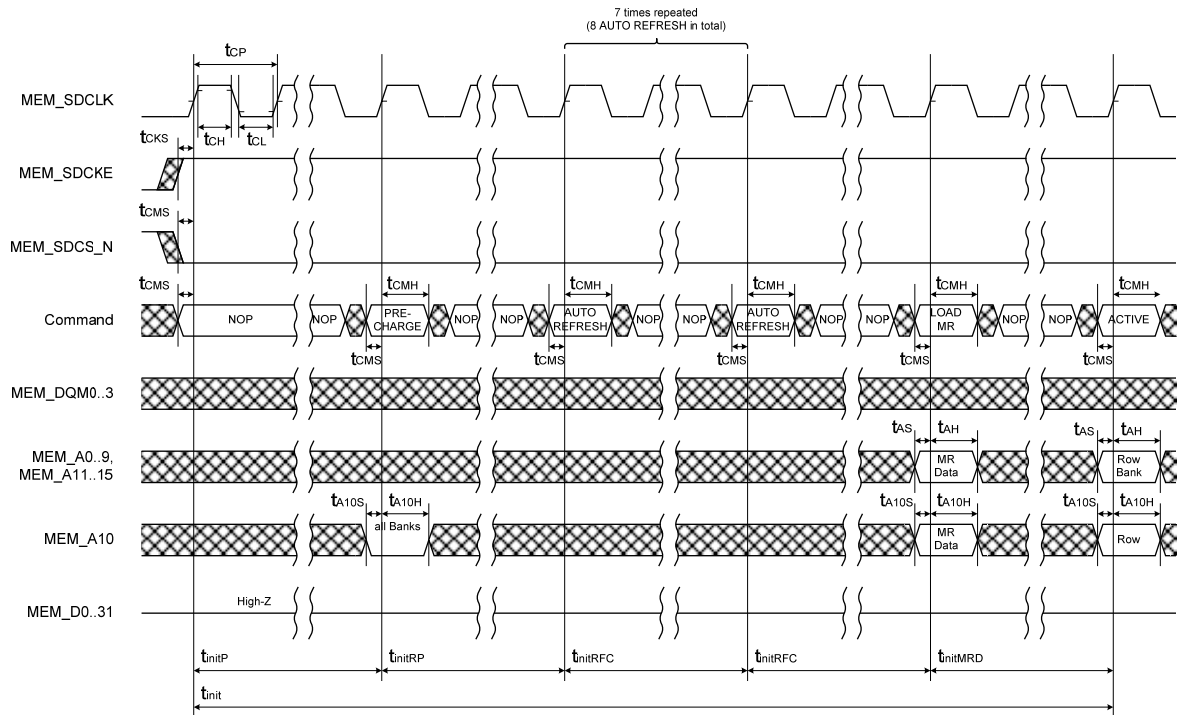 7 times repeated
(8 AUTO REFRESH in total)
tCP
MEM_SDCLK
tCH
tCL
tCKS
MEM_SDCKE
tCMS
MEM_SDCS_N
tCMS
tCMH
tCMH
tCMH
tCMH
tCMH
Command
NOP
NOP
PRE-
CHARGE
NOP
NOP
AUTO
REFRESH
NOP
NOP
AUTO
REFRESH
NOP
NOP
LOAD
MR
NOP
NOP
ACTIVE
tCMS
tCMS
tCMS
tCMS
tCMS
MEM_DQM0..3
tAS
tAH
tAS
tAH
MEM_A0..9,
MEM_A11..15
MR
Data
Row
Bank
tA10S
tA10H
tA10S
tA10H
tA10S
tA10H
MEM_A10
all Banks
MR
Data
Row
High-Z
MEM_D0..31
tinitP
tinitRP
tinitRFC
tinitRFC
tinitMRD
tinit